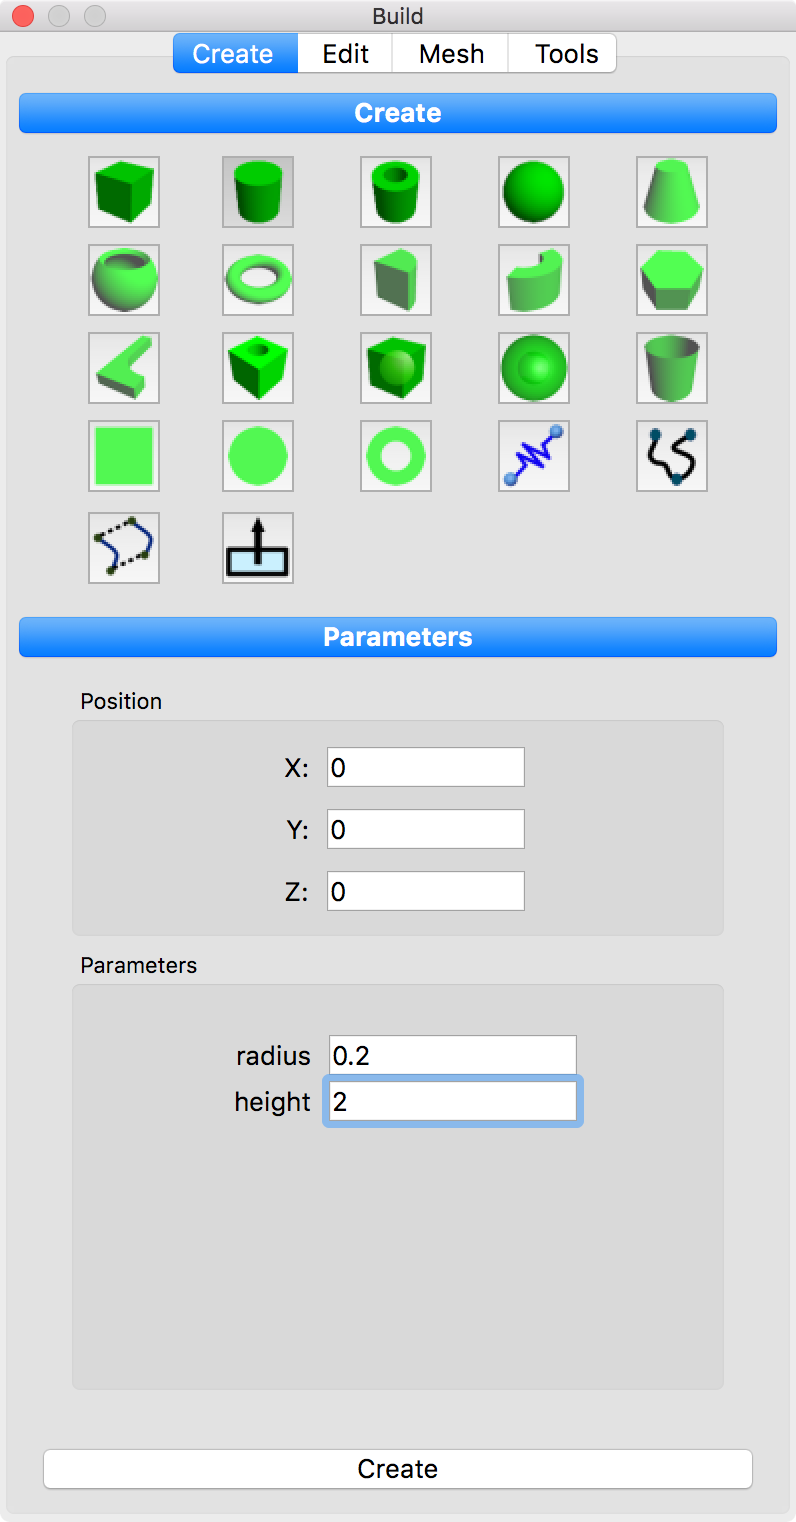 Build
Create Edit Mesh Tools
Create
Parameters
Position
X: 0
Y: 0
Z: 0
Parameters
radius 0.2
height 2
Create